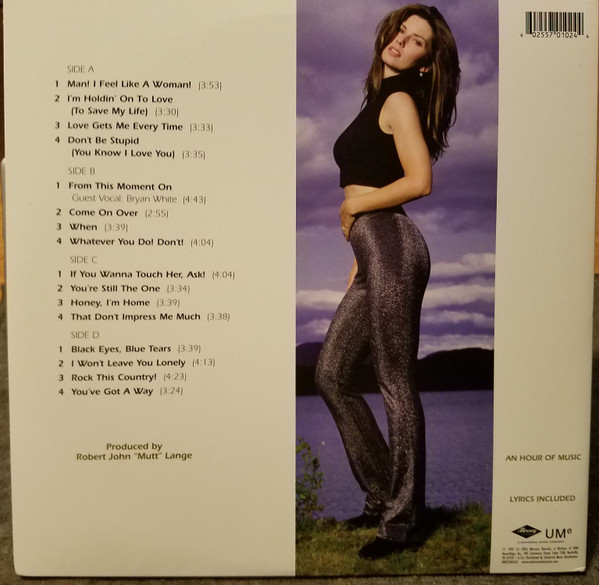 SIDE A
1 Man! I Feel Like A Woman! (3:53)
2 I'm Holdin' On To Love
(To Save My Life) (3:30)
3 Love Gets Me Every Time (3:33)
4 Don't Be Stupid
(You Know I Love You) (3:35)
SIDE B
1 From This Moment On
Guest Vocal: Bryan White (4:43)
2 Come On Over (2:55)
3 When (3:39)
4 Whatever You Do! Don't! (4:04)
SIDE C
1 If You Wanna Touch Her, Ask! (4:04)
2 You're Still The One (3:34)
3 Honey, I'm Home (3:39)
4 That Don't Impress Me Much (3:38)
SIDE D
1 Black Eyes, Blue Tears (3:39)
2 I Won't Leave You Lonely (4:13)
3 Rock This Country! (4:23)
4 You've Got A Way (3:24)
Produced by
Robert John "Mutt" Lange
6 02557 01024 4
AN HOUR OF MUSIC
LYRICS INCLUDED
Mercury UMe